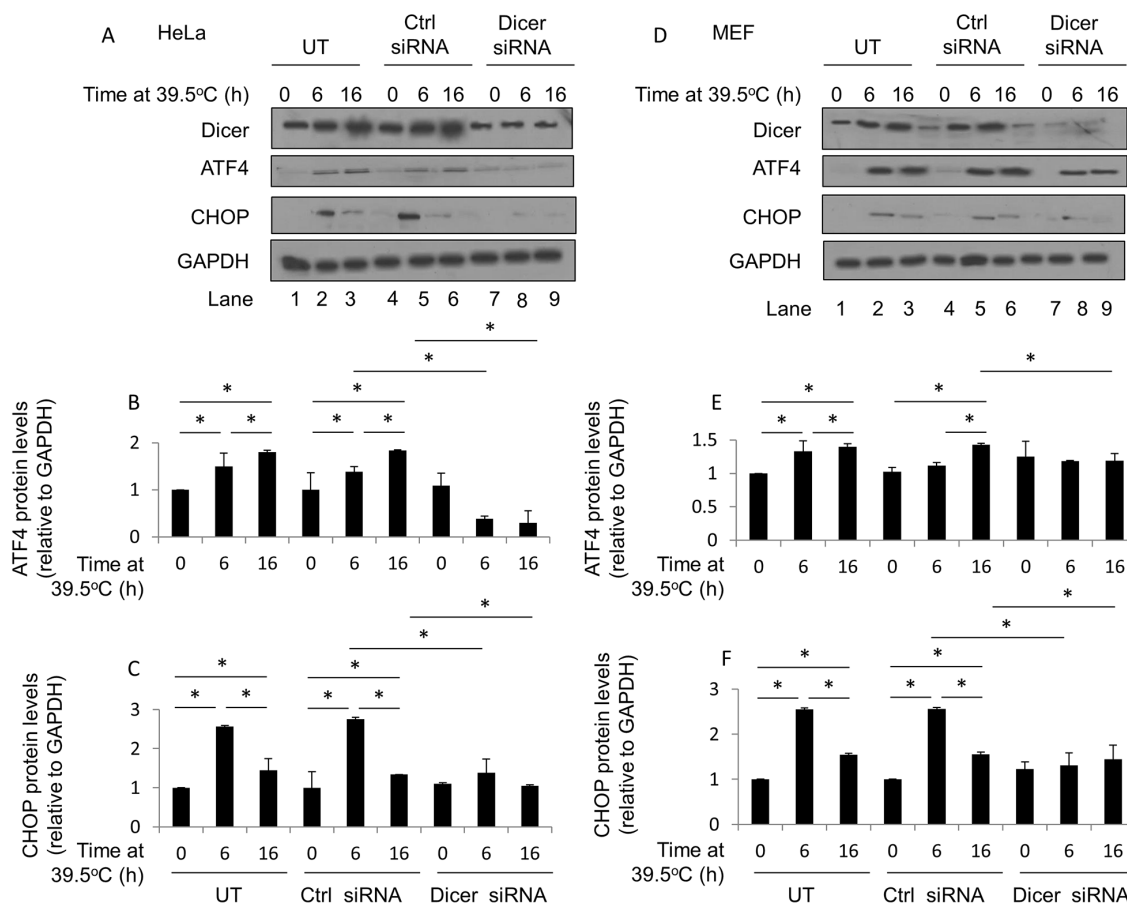 A HeLa
UT
Ctrl
siRNA
Dicer
siRNA
Time at 39.5oC (h) 0 6 16 0 6 16 0 6 16
Dicer
ATF4
CHOP
GAPDH
Lane 1 2 3 4 5 6 7 8 9
D MEF
UT
Ctrl
siRNA
Dicer
siRNA
Time at 39.5oC (h) 0 6 16 0 6 16 0 6 16
Dicer
ATF4
CHOP
GAPDH
Lane 1 2 3 4 5 6 7 8 9
B
* * * * * * * *
ATF4 protein levels
(relative to GAPDH)
2
1
0
Time at
39.5oC (h)
0 6 16 0 6 16 0 6 16
E
* * * * * *
ATF4 protein levels
(relative to GAPDH)
1.5
1
0.5
0
Time at
39.5oC (h)
0 6 16 0 6 16 0 6 16
C
* * * * * * * *
CHOP protein levels
(relative to GAPDH)
3
2
1
0
Time at
39.5oC (h)
0 6 16 0 6 16 0 6 16
UT Ctrl siRNA Dicer siRNA
F
* * * * * * * *
CHOP protein levels
(relative to GAPDH)
3
2
1
0
Time at
39.5oC (h)
0 6 16 0 6 16 0 6 16
UT Ctrl siRNA Dicer siRNA